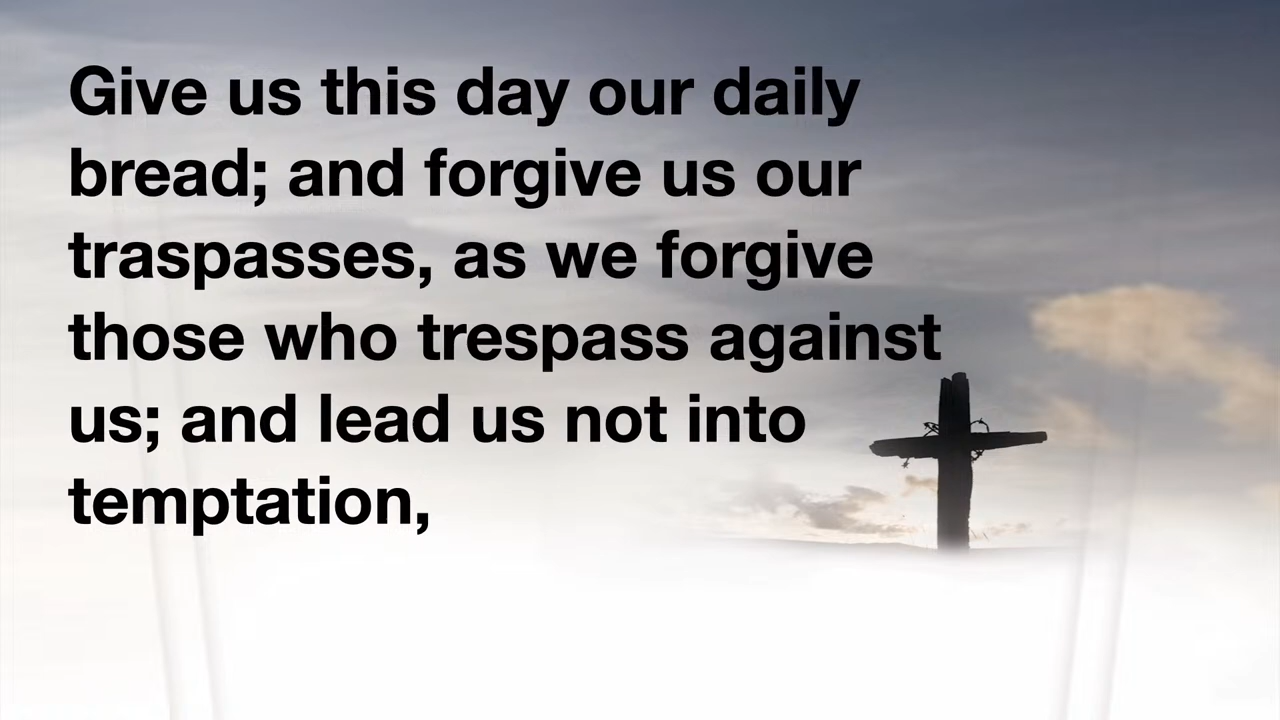 Give us this day our daily
bread; and forgive us our
traspasses, as we forgive
those who trespass against
us; and lead us not into
temptation,